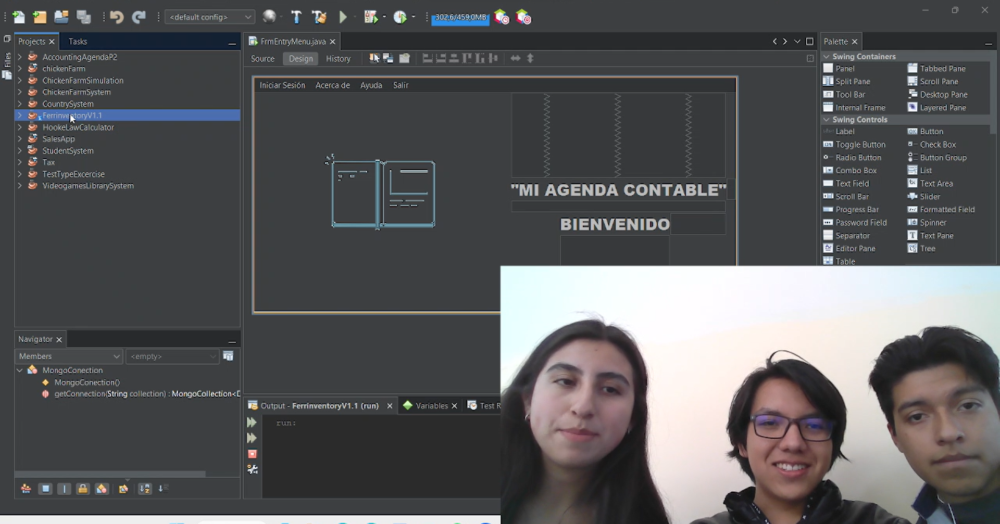 <default config>
302,6/459,0MB
Projects
Tasks
Files
AccountingAgendaP2
chickenFarm
ChickenFarmSimulation
ChickenFarmSystem
CountrySystem
FerrinventoryV1.1
HookeLawCalculator
SalesApp
StudentSystem
Tax
TestTypeExcercise
VideogamesLibrarySystem
Navigator
Members
<empty>
MongoConection
MongoConection()
getConnection(String collection) : MongoCollection<D
FrmEntryMenu.java
Source Design History
Iniciar Sesión Acerca de Ayuda Salir
"MI AGENDA CONTABLE"
BIENVENIDO
Output - FerrinventoryV1.1 (run)
Variables
Test R
run:
Palette
Swing Containers
Panel Tabbed Pane
Split Pane Scroll Pane
Tool Bar Desktop Pane
Internal Frame Layered Pane
Swing Controls
Label Button
Toggle Button Check Box
Radio Button Button Group
Combo Box List
Text Field Text Area
Scroll Bar Slider
Progress Bar Formatted Field
Password Field Spinner
Separator Text Pane
Editor Pane Tree
Table